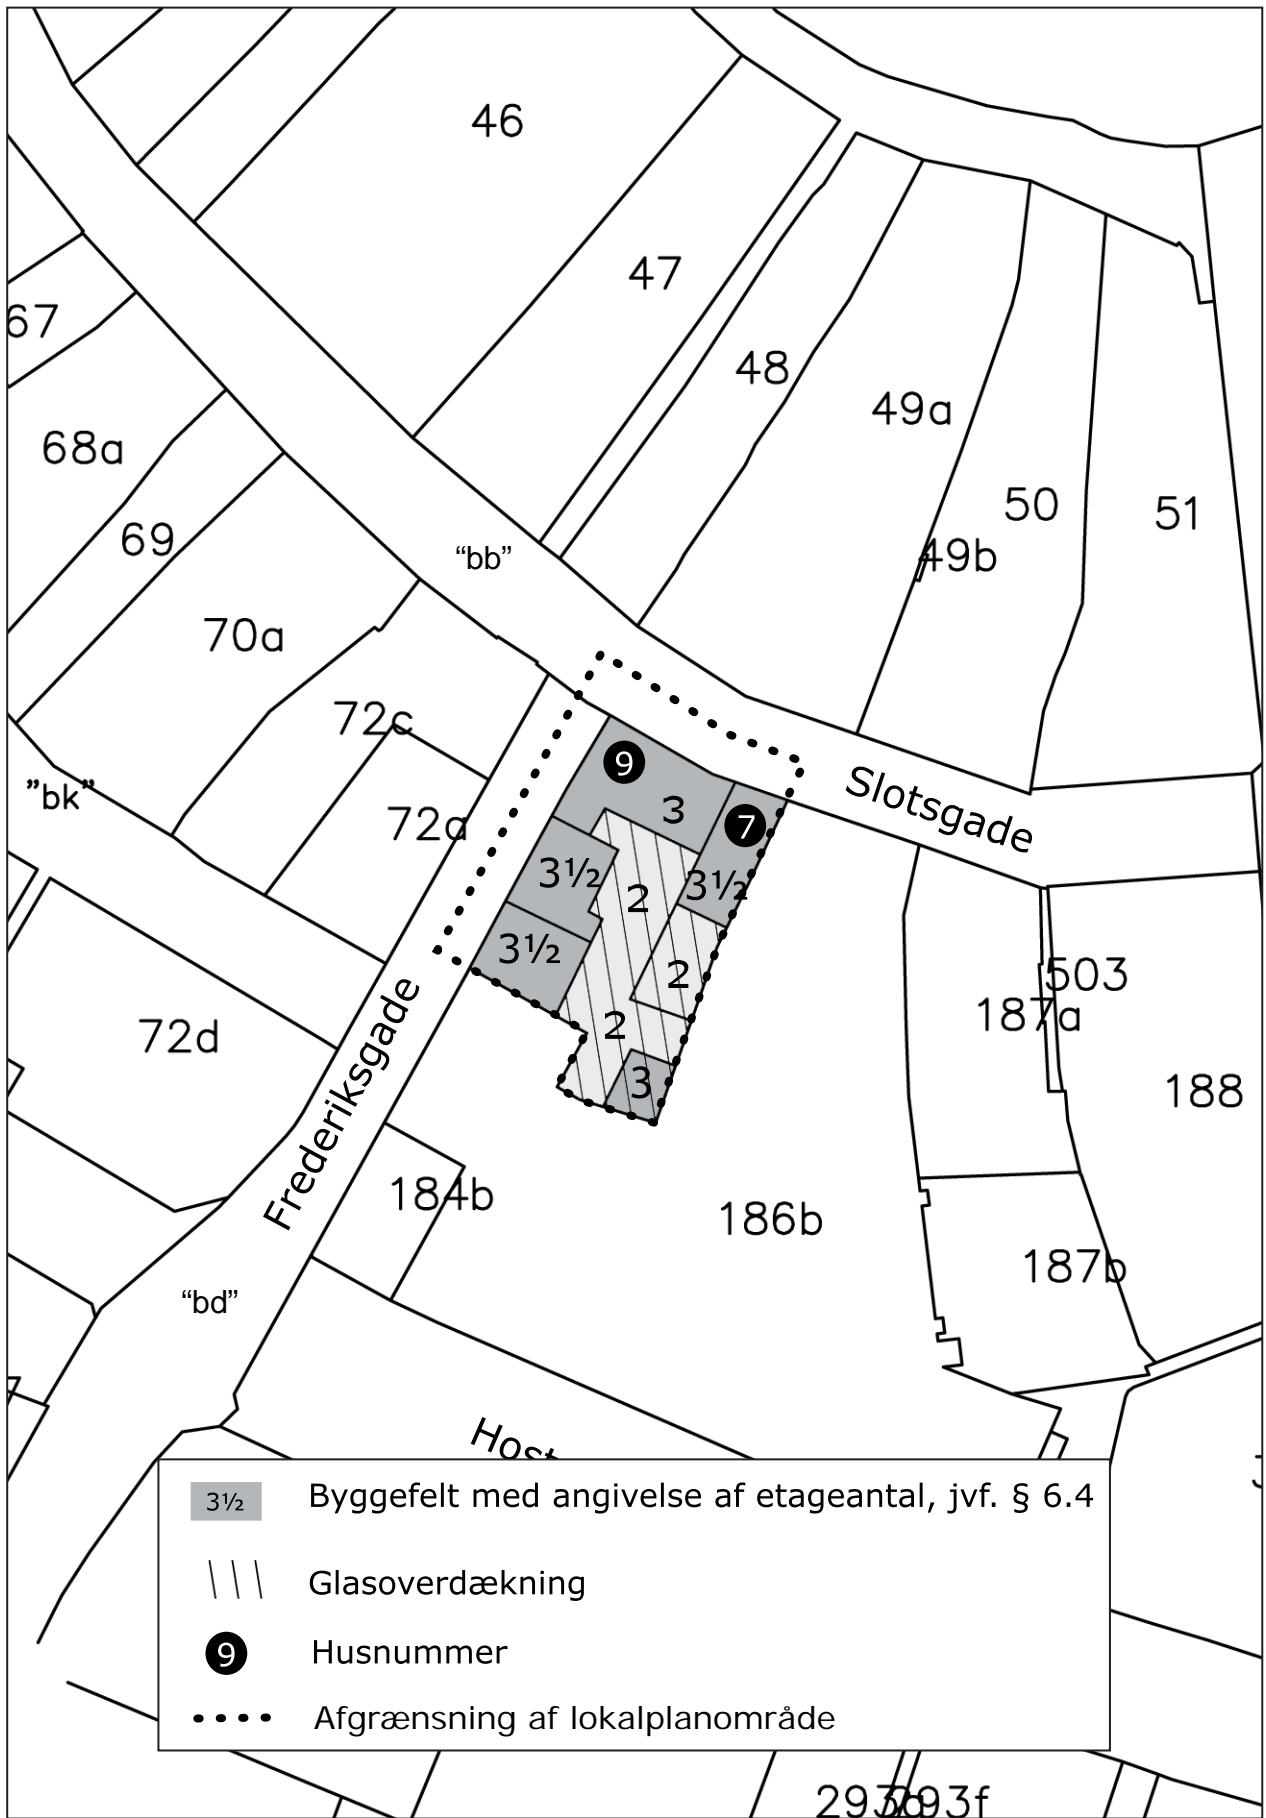 46
47
67
48
49a
68a
50
51
69
"bb"
49b
70a
72c
9
3
Slotsgade
"bk"
72a
7
3½
3½
2
3½
2
503
72d
2
187a
Frederiksgade
3
188
184b
186b
187b
"bd"
3½ Byggefelt med angivelse af etageantal, jvf. § 6.4
Glasoverdækning
9 Husnummer
Afgrænsning af lokalplanområde
293f